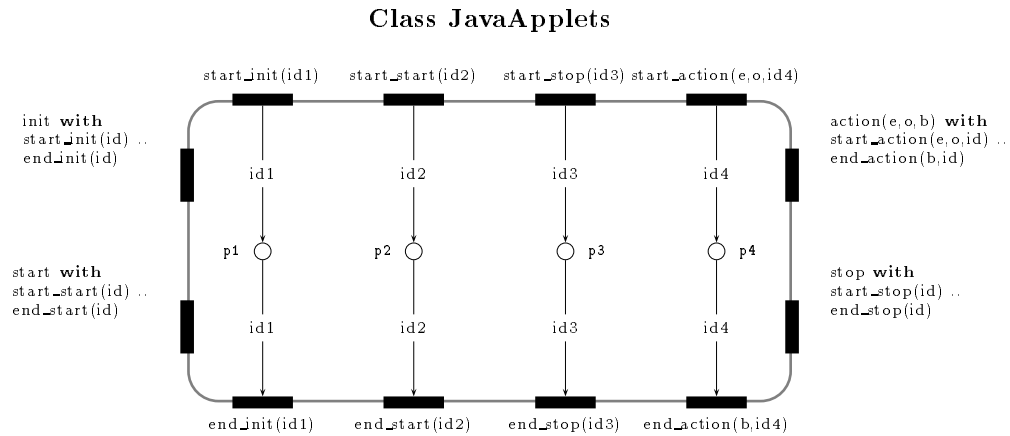 Class JavaApplets
start_init(id1) start_start(id2) start_stop(id3) start_action(e,o,id4)
init with
start_init(id) ..
end_init(id)
action(e,o,b) with
start_action(e,o,id) ..
end_action(b,id)
id1 id2 id3 id4
p1 p2 p3 p4
start with
start_start(id) ..
end_start(id)
stop with
start_stop(id) ..
end_stop(id)
id1 id2 id3 id4
end_init(id1) end_start(id2) end_stop(id3) end_action(b,id4)